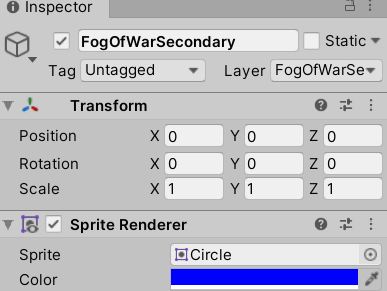 Inspector
FogOfWarSecondary Static
Tag Untagged Layer FogOfWarSe
Transform
Position X 0 Y 0 Z 0
Rotation X 0 Y 0 Z 0
Scale X 1 Y 1 Z 1
Sprite Renderer
Sprite Circle
Color